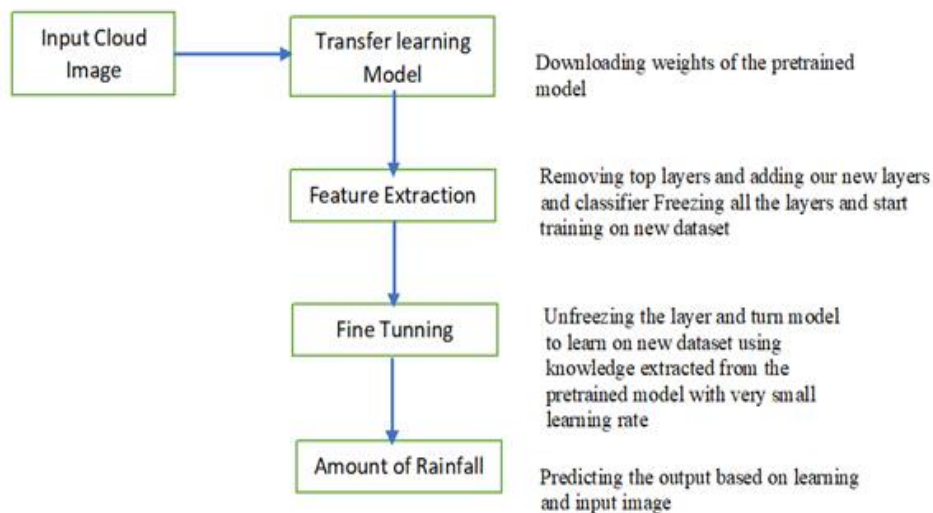 Input Cloud
Image
Transfer learning
Model
Downloading weights of the pretrained
model
Feature Extraction
Removing top layers and adding our new layers
and classifier Freezing all the layers and start
training on new dataset
Fine Tunning
Unfreezing the layer and turn model
to learn on new dataset using
knowledge extracted from the
pretrained model with very small
learning rate
Amount of Rainfall
Predicting the output based on learning
and input image